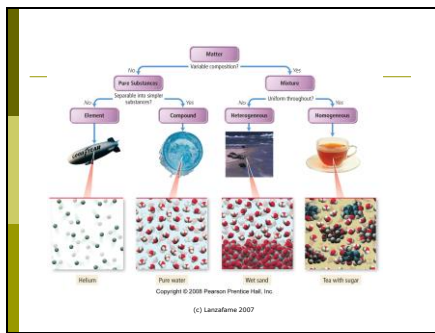 Matter
Variable composition?
No
Yes
Pure Substances
Mixture
Separable into simpler
substances?
Uniform throughout?
No
Yes
No
Yes
Element
Compound
Heterogeneous
Homogeneous
GOODYEAR
Helium
Pure water
Wet sand
Tea with sugar
Copyright © 2008 Pearson Prentice Hall, Inc.
(c) Lanzafame 2007